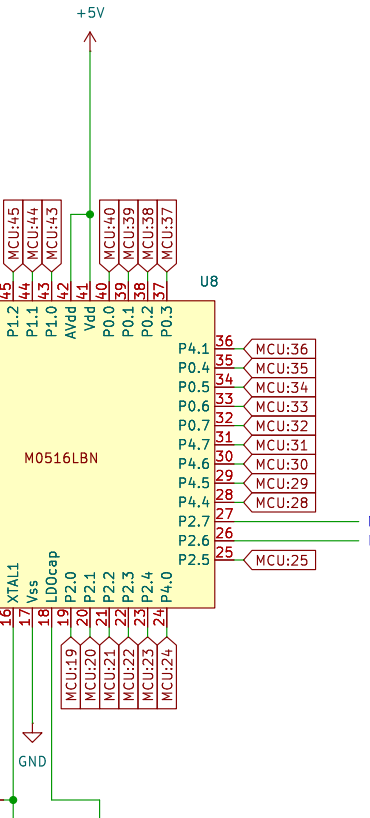 +5V
MCU:45
MCU:44
MCU:43
MCU:40
MCU:39
MCU:38
MCU:37
U8
45
44
43
42
41
40
39
38
37
P1.2
P1.1
P1.0
AVdd
Vdd
P0.0
P0.1
P0.2
P0.3
P4.1 36 MCU:36
P0.4 35 MCU:35
P0.5 34 MCU:34
P0.6 33 MCU:33
P0.7 32 MCU:32
P4.7 31 MCU:31
P4.6 30 MCU:30
P4.5 29 MCU:29
P4.4 28 MCU:28
P2.7 27
P2.6 26
P2.5 25 MCU:25
M0516LBN
XTAL1
Vss
LDOcap
P2.0
P2.1
P2.2
P2.3
P2.4
P4.0
16
17
18
19
20
21
22
23
24
MCU:19
MCU:20
MCU:21
MCU:22
MCU:23
MCU:24
GND